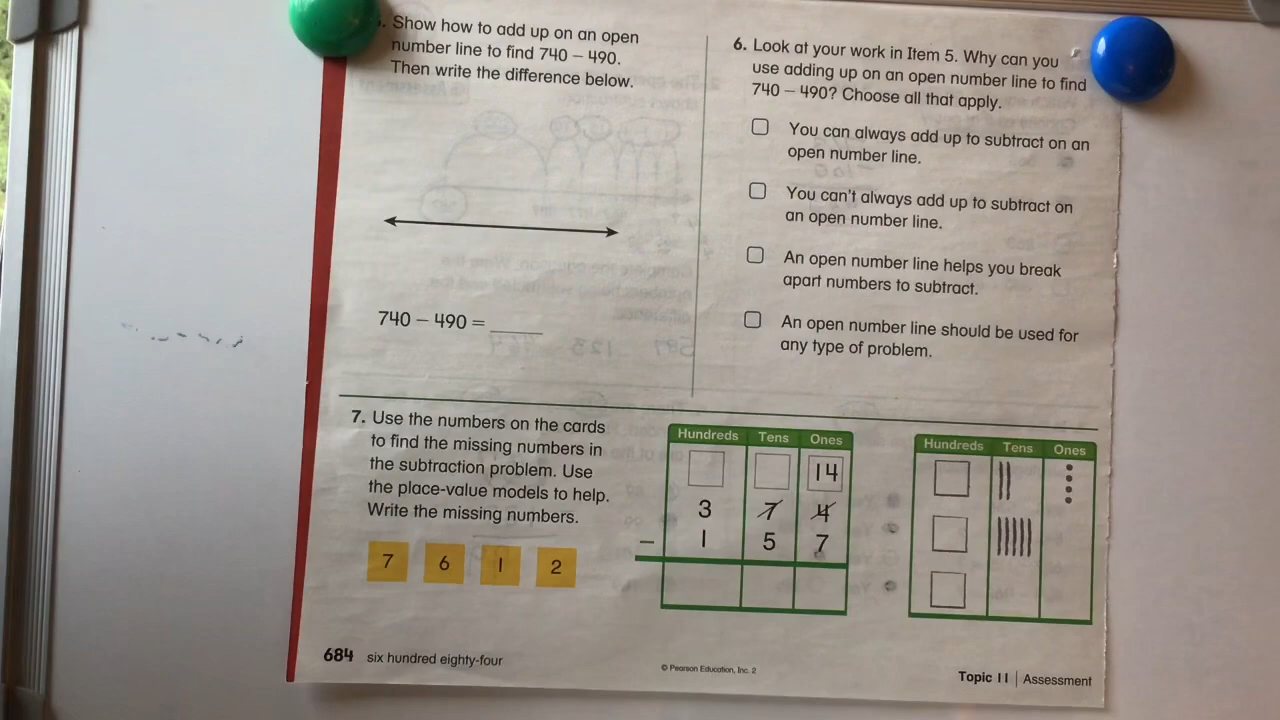 . Show how to add up on an open
number line to find 740 – 490.
Then write the difference below.
740 – 490 = ____
6. Look at your work in Item 5. Why can you
use adding up on an open number line to find
740 – 490? Choose all that apply.
You can always add up to subtract on an
open number line.
You can't always add up to subtract on
an open number line.
An open number line helps you break
apart numbers to subtract.
An open number line should be used for
any type of problem.
7. Use the numbers on the cards
to find the missing numbers in
the subtraction problem. Use
the place-value models to help.
Write the missing numbers.
7 6 1 2
Hundreds Tens Ones
14
3 7 4
– 1 5 7
Hundreds Tens Ones
684 six hundred eighty-four
© Pearson Education, Inc. 2
Topic 11 | Assessment